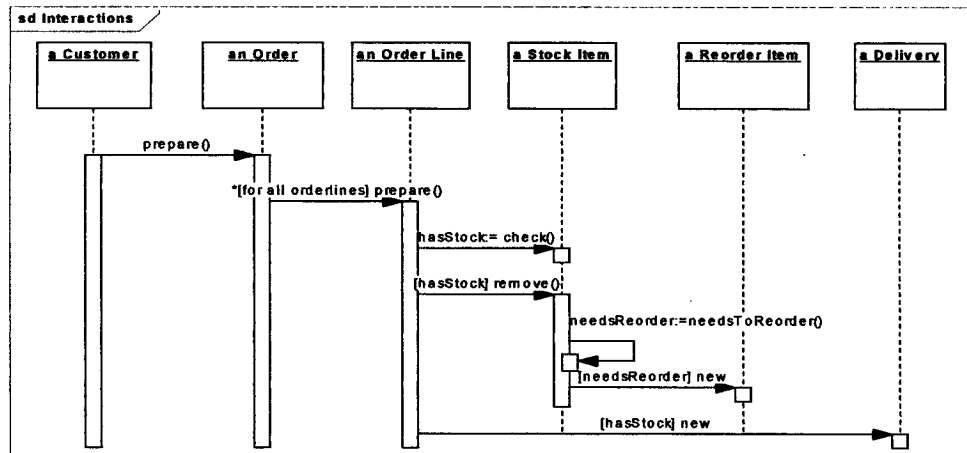 sd Interactions
a Customer
an Order
an Order Line
a Stock Item
a Reorder Item
a Delivery
prepare()
*[for all orderlines] prepare()
hasStock:= check()
[hasStock] remove()
needsReorder:=needsToReorder()
[needsReorder] new
[hasStock] new